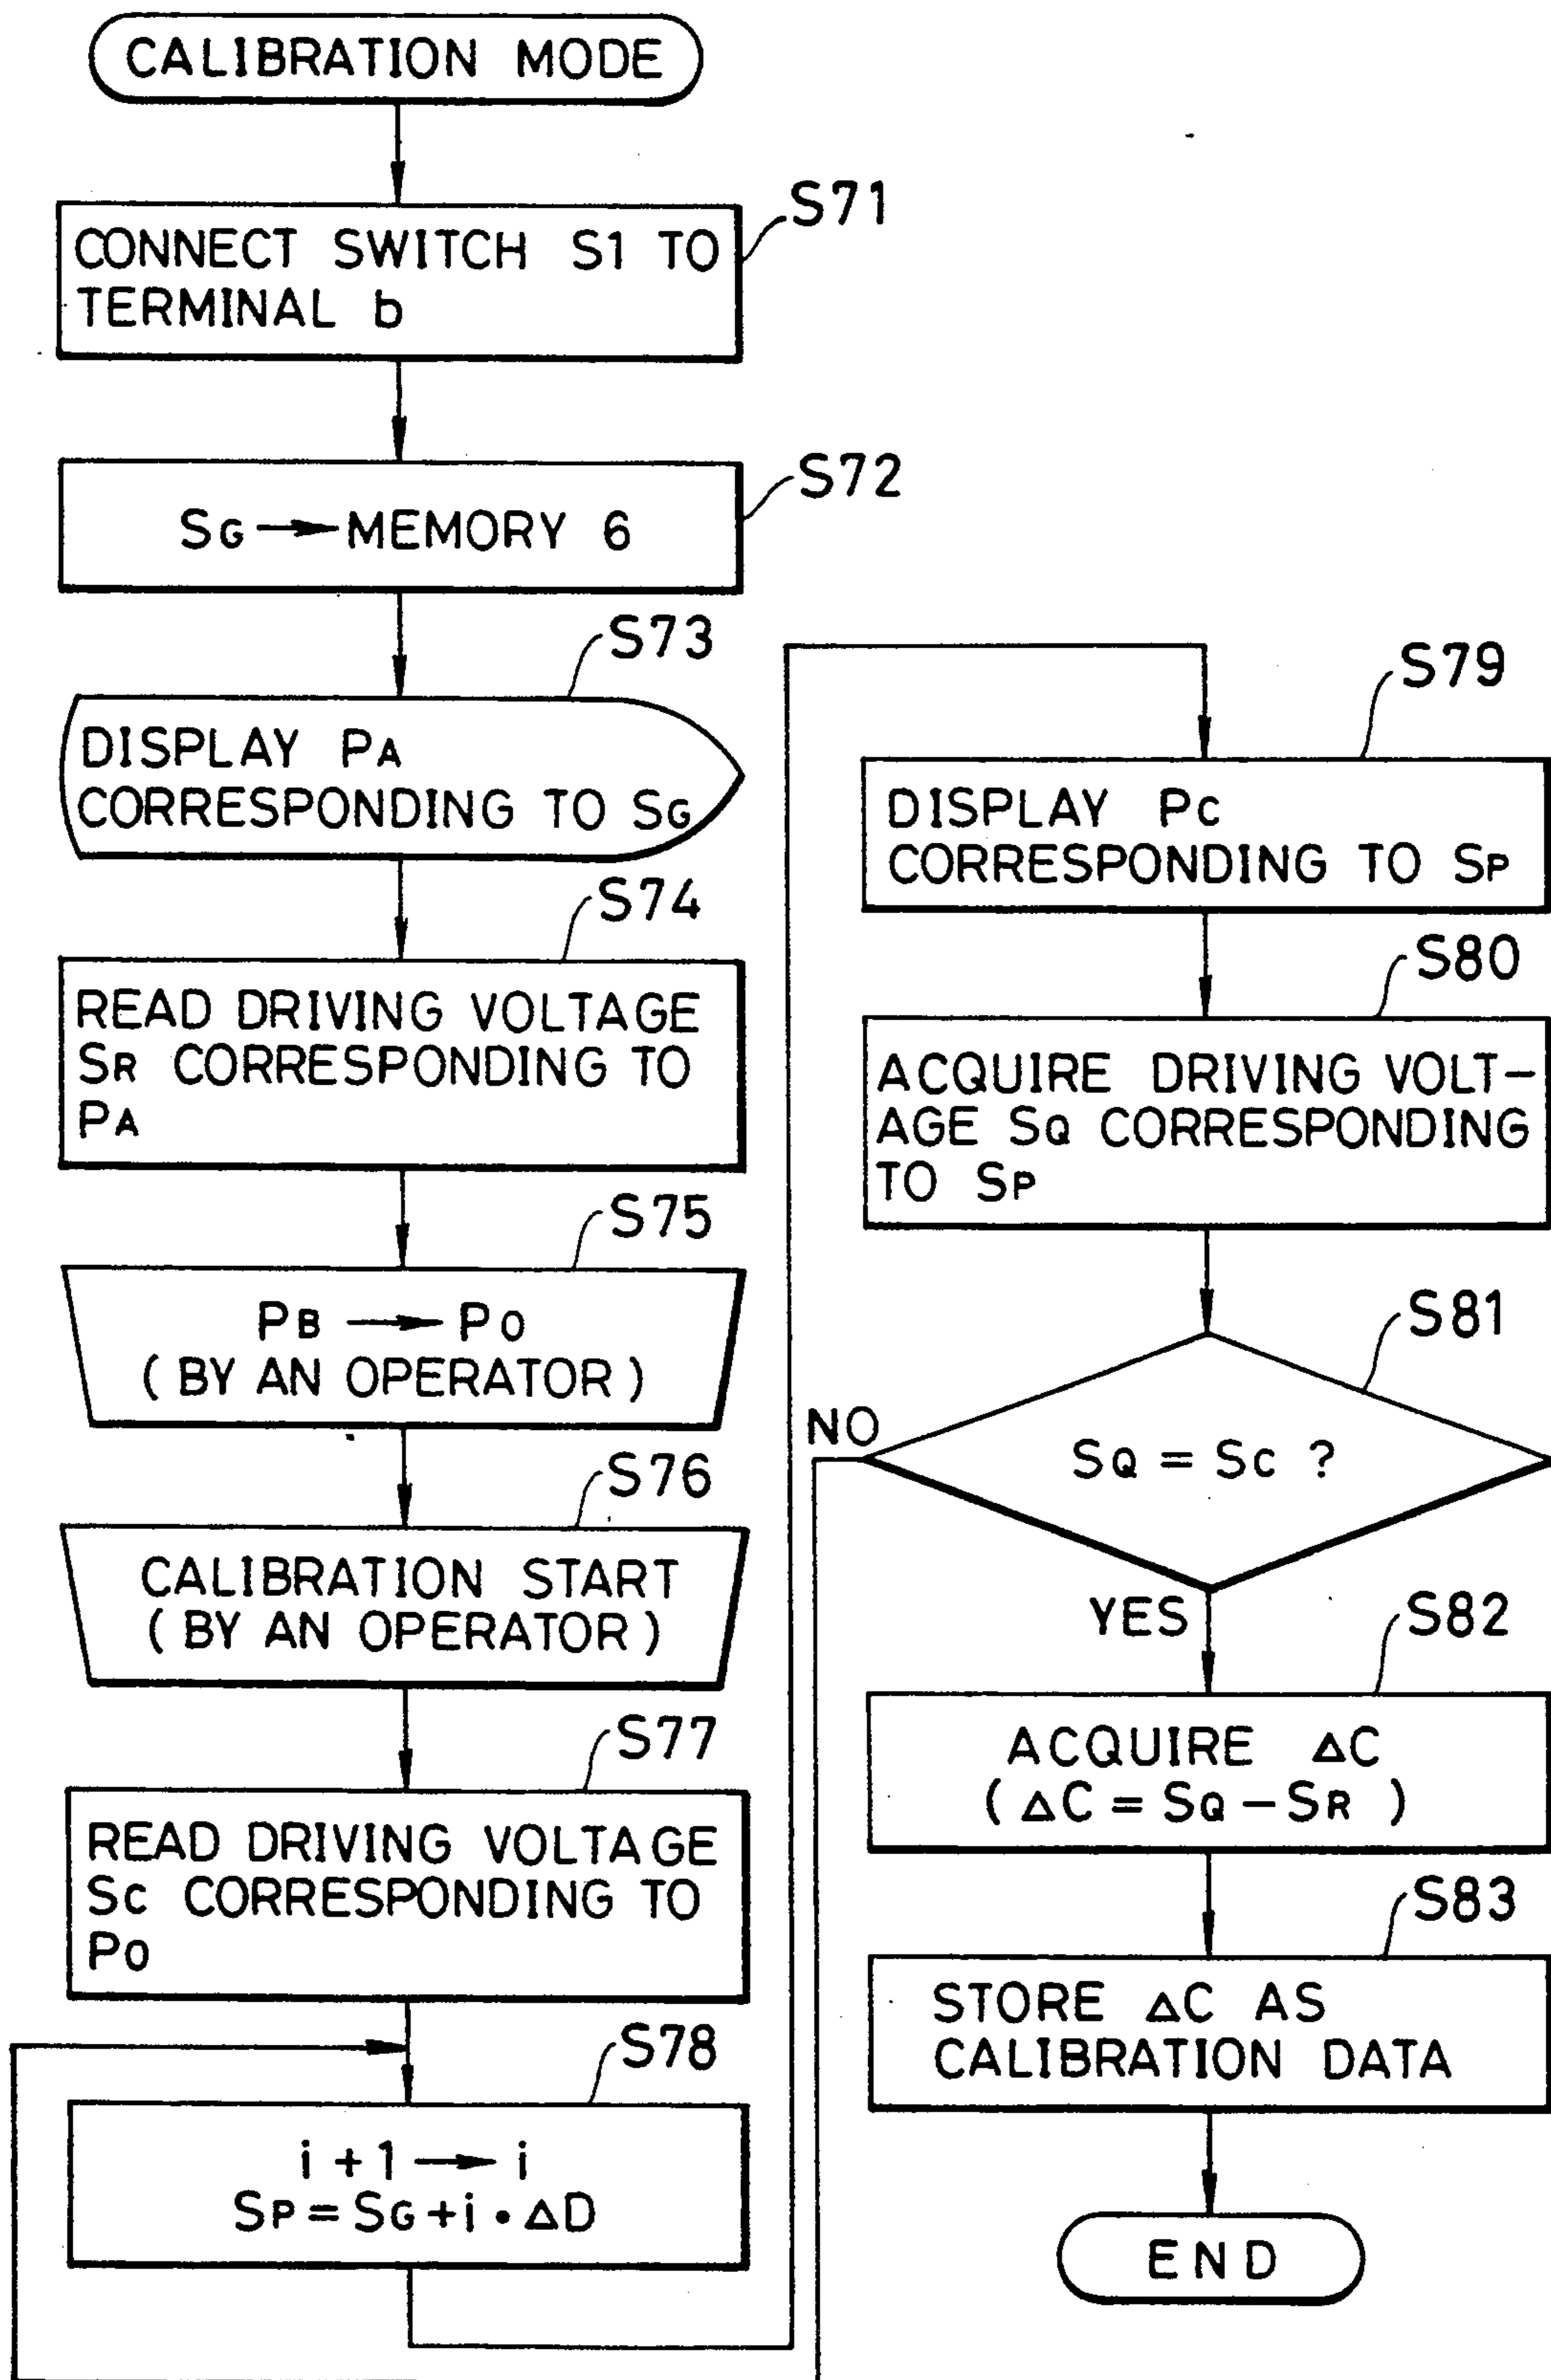 CALIBRATION MODE
S71
CONNECT SWITCH S1 TO
TERMINAL b
S72
SG → MEMORY 6
S73
DISPLAY PA
CORRESPONDING TO SG
S74
READ DRIVING VOLTAGE
SR CORRESPONDING TO
PA
S75
PB → PO
( BY AN OPERATOR )
S76
CALIBRATION START
( BY AN OPERATOR )
S77
READ DRIVING VOLTAGE
SC CORRESPONDING TO
PO
S78
i + 1 → i
SP = SG + i • ΔD
S79
DISPLAY PC
CORRESPONDING TO SP
S80
ACQUIRE DRIVING VOLT-
AGE SQ CORRESPONDING
TO SP
S81
NO
SQ = SC ?
YES
S82
ACQUIRE ΔC
( ΔC = SQ – SR )
S83
STORE ΔC AS
CALIBRATION DATA
END